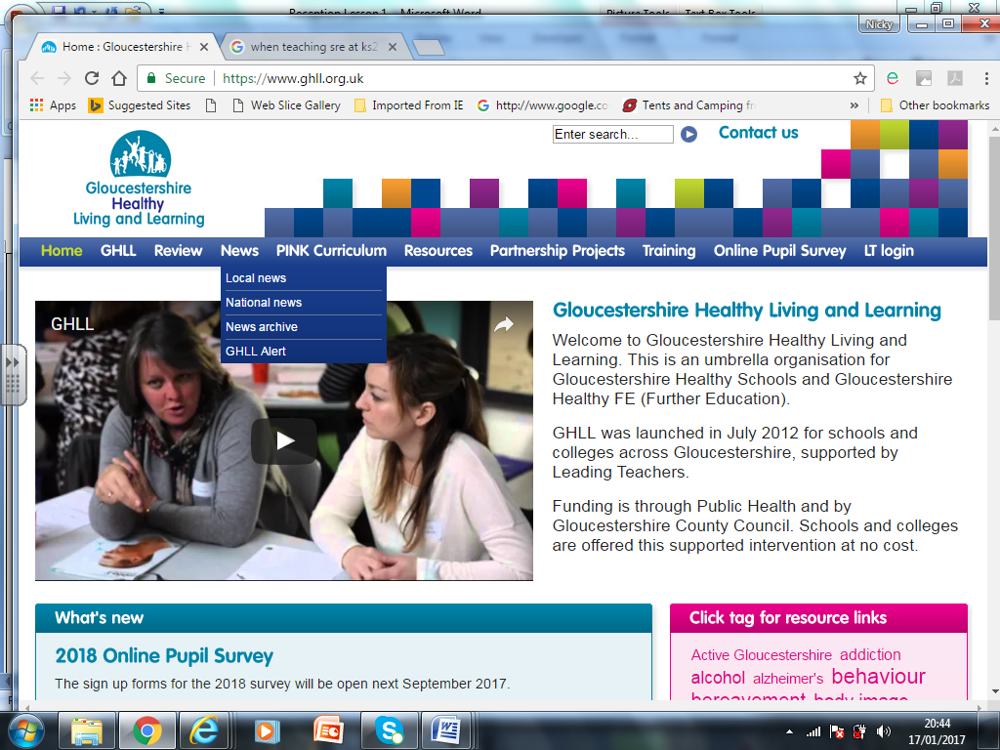 Reception Lesson 1 - Microsoft Word
Picture Tools
Text Box Tools
Nicky
Home : Gloucestershire H
when teaching sre at ks2
Secure
https://www.ghll.org.uk
Apps
Suggested Sites
Web Slice Gallery
Imported From IE
http://www.google.co
Tents and Camping fr
»
Other bookmarks
Enter search...
Contact us
Gloucestershire
Healthy
Living and Learning
Home GHLL Review News PINK Curriculum Resources Partnership Projects Training Online Pupil Survey LT login
Local news
National news
News archive
GHLL Alert
GHLL
Gloucestershire Healthy Living and Learning
Welcome to Gloucestershire Healthy Living and
Learning. This is an umbrella organisation for
Gloucestershire Healthy Schools and Gloucestershire
Healthy FE (Further Education).
GHLL was launched in July 2012 for schools and
colleges across Gloucestershire, supported by
Leading Teachers.
Funding is through Public Health and by
Gloucestershire County Council. Schools and colleges
are offered this supported intervention at no cost.
What's new
2018 Online Pupil Survey
The sign up forms for the 2018 survey will be open next September 2017.
Click tag for resource links
Active Gloucestershire addiction
alcohol alzheimer's behaviour
bereavement body image
20:44
17/01/2017